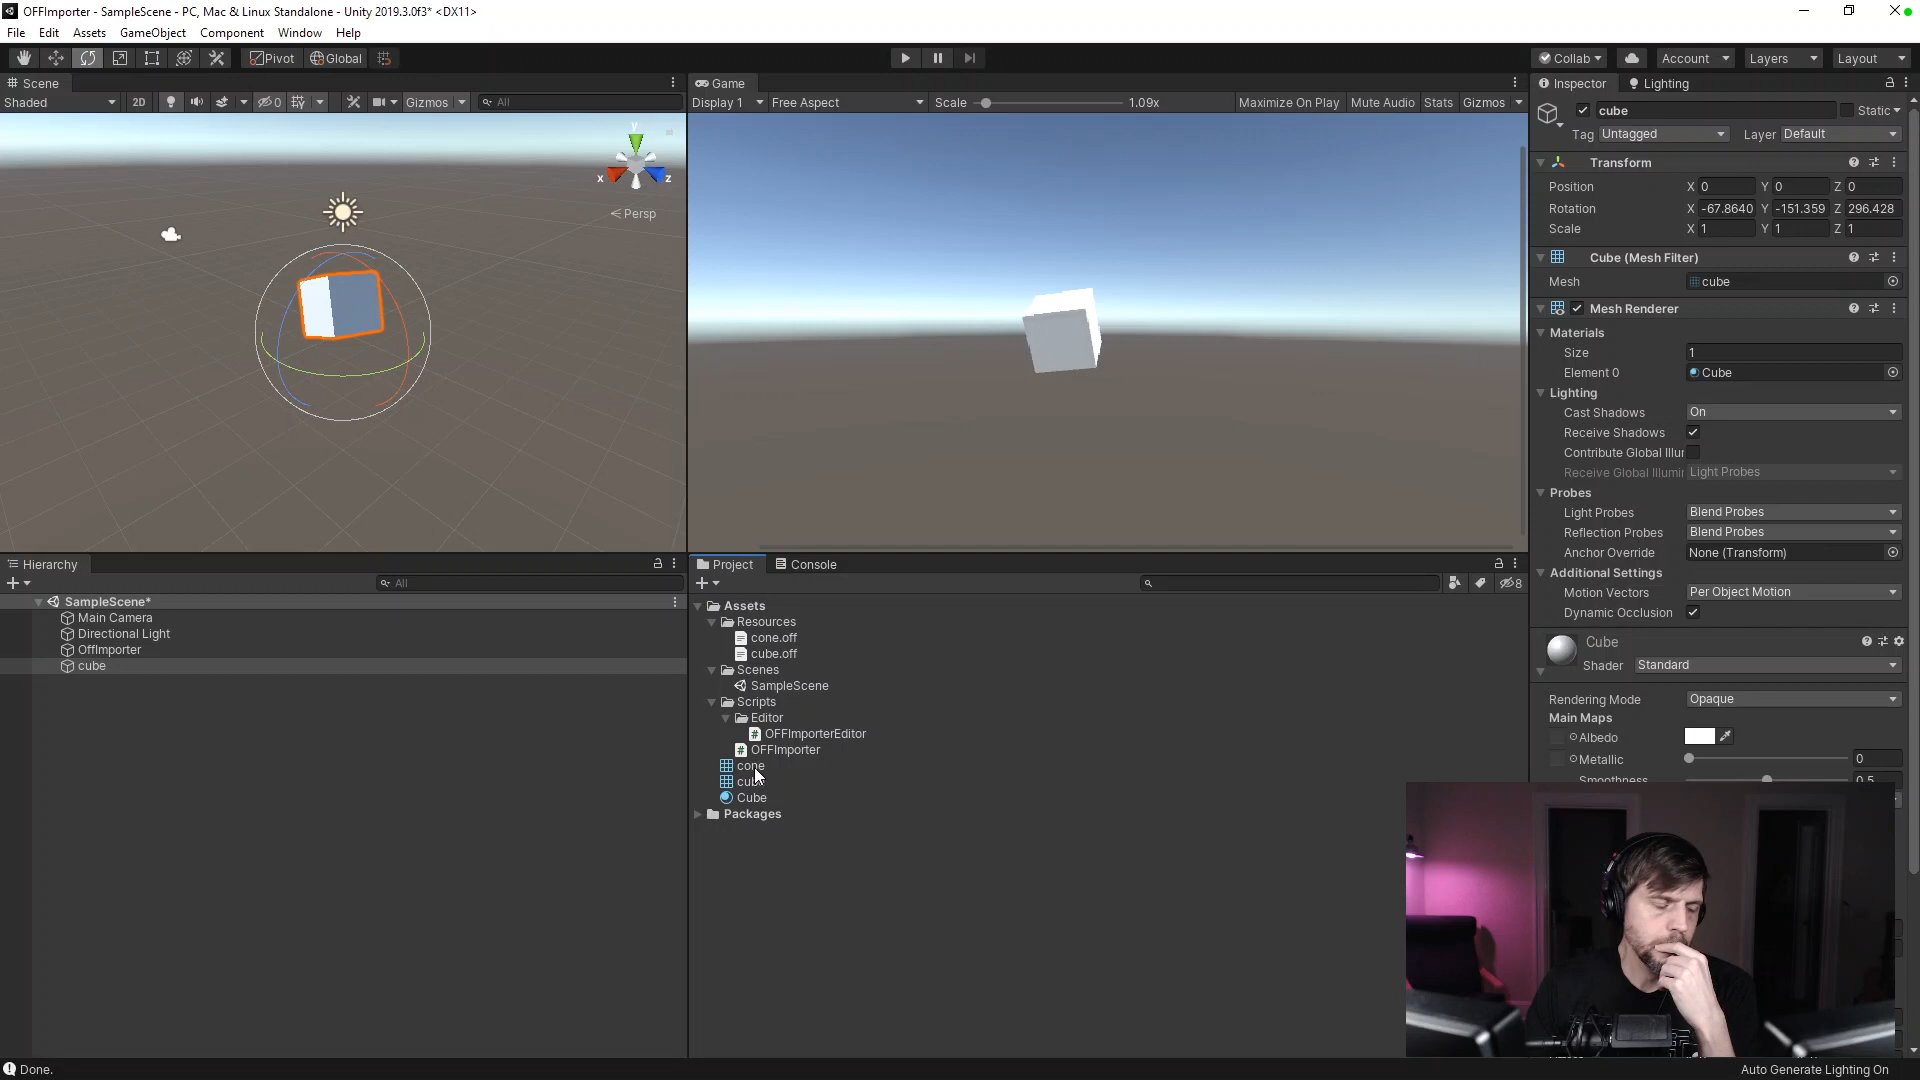 OFFImporter - SampleScene - PC, Mac & Linux Standalone - Unity 2019.3.0f3* <DX11>
File Edit Assets GameObject Component Window Help
Pivot Global Collab Account Layers Layout
Scene
Shaded 2D 0 Gizmos All
y
x z
Persp
Game
Display 1 Free Aspect Scale 1.09x Maximize On Play Mute Audio Stats Gizmos
Inspector Lighting
cube Static
Tag Untagged Layer Default
Transform
Position X 0 Y 0 Z 0
Rotation X -67.8640 Y -151.359 Z 296.428
Scale X 1 Y 1 Z 1
Cube (Mesh Filter)
Mesh cube
Mesh Renderer
Materials
Size 1
Element 0 Cube
Lighting
Cast Shadows On
Receive Shadows
Contribute Global Illur
Receive Global Illumir Light Probes
Probes
Light Probes Blend Probes
Reflection Probes Blend Probes
Anchor Override None (Transform)
Additional Settings
Motion Vectors Per Object Motion
Dynamic Occlusion
Cube
Shader Standard
Rendering Mode Opaque
Main Maps
Albedo
Metallic 0
Smoothness 0.5
Hierarchy
All
SampleScene*
Main Camera
Directional Light
OffImporter
cube
Project Console
8
Assets
Resources
cone.off
cube.off
Scenes
SampleScene
Scripts
Editor
OFFImporterEditor
OFFImporter
cone
cube
Cube
Packages
Done.
Auto Generate Lighting On